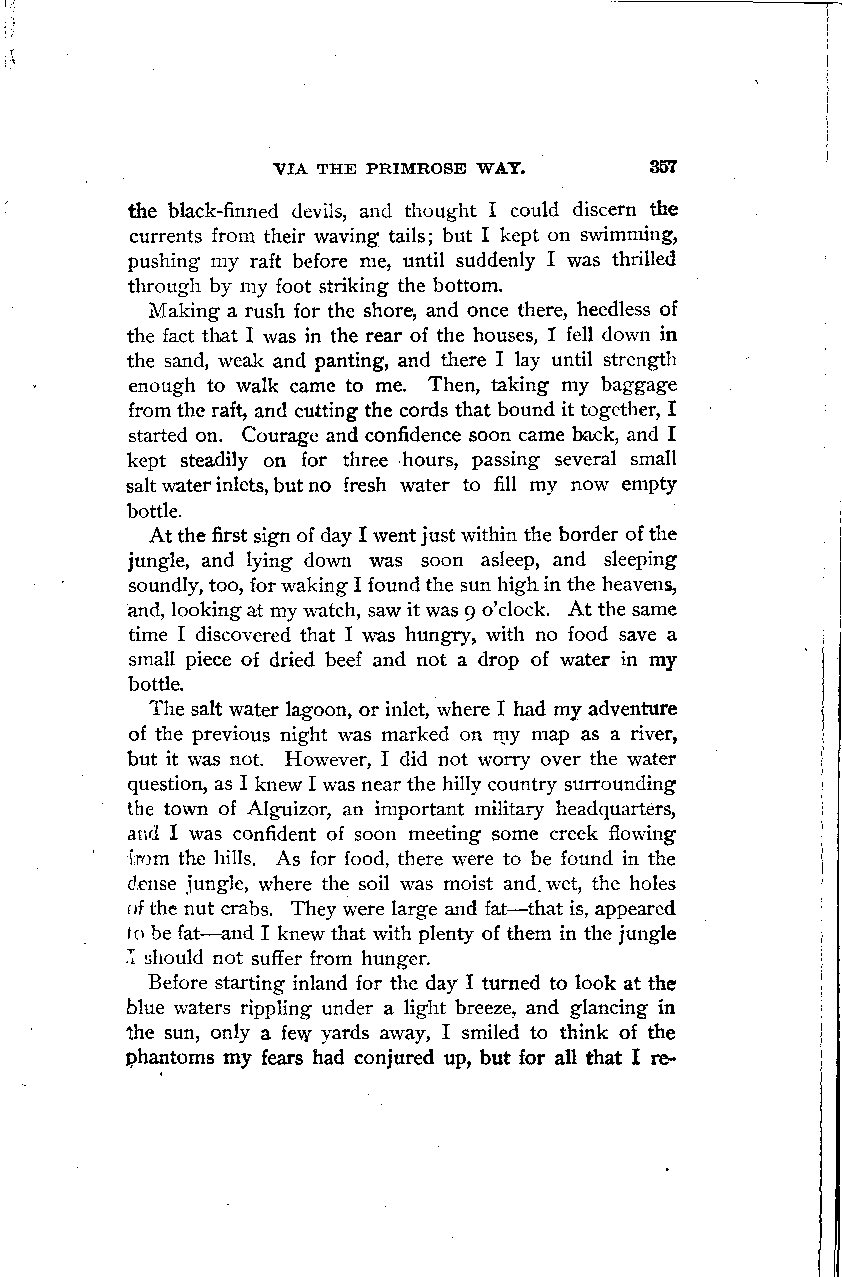 VIA THE PRIMROSE WAY. 357
the black-finned devils, and thought I could discern the
currents from their waving tails; but I kept on swimming,
pushing my raft before me, until suddenly I was thrilled
through by my foot striking the bottom.
Making a rush for the shore, and once there, heedless of
the fact that I was in the rear of the houses, I fell down in
the sand, weak and panting, and there I lay until strength
enough to walk came to me. Then, taking my baggage
from the raft, and cutting the cords that bound it together, I
started on. Courage and confidence soon came back, and I
kept steadily on for three hours, passing several small
salt water inlets, but no fresh water to fill my now empty
bottle.
At the first sign of day I went just within the border of the
jungle, and lying down was soon asleep, and sleeping
soundly, too, for waking I found the sun high in the heavens,
and, looking at my watch, saw it was 9 o'clock. At the same
time I discovered that I was hungry, with no food save a
small piece of dried beef and not a drop of water in my
bottle.
The salt water lagoon, or inlet, where I had my adventure
of the previous night was marked on my map as a river,
but it was not. However, I did not worry over the water
question, as I knew I was near the hilly country surrounding
the town of Alguizor, an important military headquarters,
and I was confident of soon meeting some creek flowing
from the hills. As for food, there were to be found in the
dense jungle, where the soil was moist and wet, the holes
of the nut crabs. They were large and fat—that is, appeared
to be fat—and I knew that with plenty of them in the jungle
I should not suffer from hunger.
Before starting inland for the day I turned to look at the
blue waters rippling under a light breeze, and glancing in
the sun, only a few yards away, I smiled to think of the
phantoms my fears had conjured up, but for all that I re-